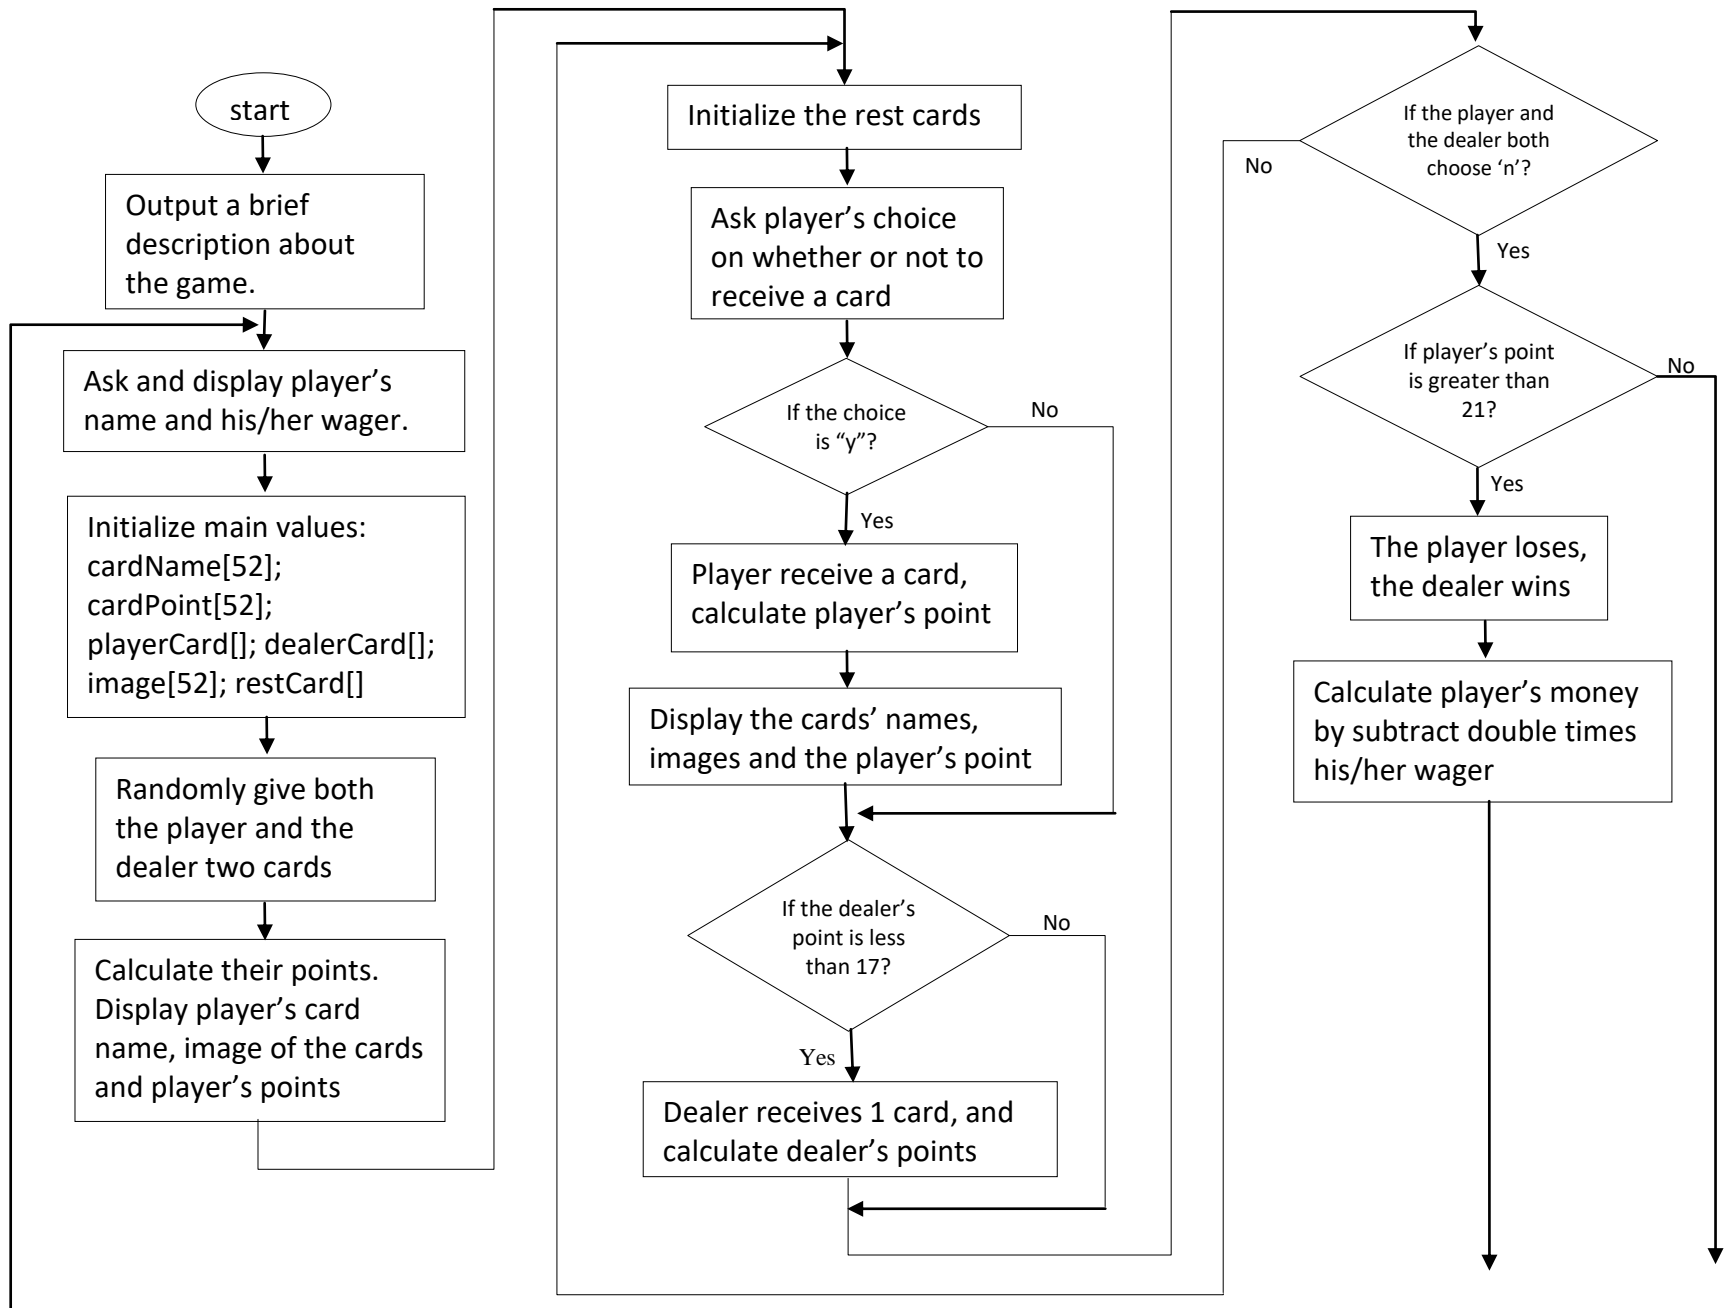 start
Output a brief
description about
the game.
Ask and display player’s
name and his/her wager.
Initialize main values:
cardName[52];
cardPoint[52];
playerCard[]; dealerCard[];
image[52]; restCard[]
Randomly give both
the player and the
dealer two cards
Calculate their points.
Display player’s card
name, image of the cards
and player’s points
Initialize the rest cards
Ask player’s choice
on whether or not to
receive a card
If the choice
is “y”?
No
Yes
Player receive a card,
calculate player’s point
Display the cards’ names,
images and the player’s point
If the dealer’s
point is less
than 17?
No
Yes
Dealer receives 1 card, and
calculate dealer’s points
If the player and
the dealer both
choose ‘n’?
No
Yes
If player’s point
is greater than
21?
No
Yes
The player loses,
the dealer wins
Calculate player’s money
by subtract double times
his/her wager